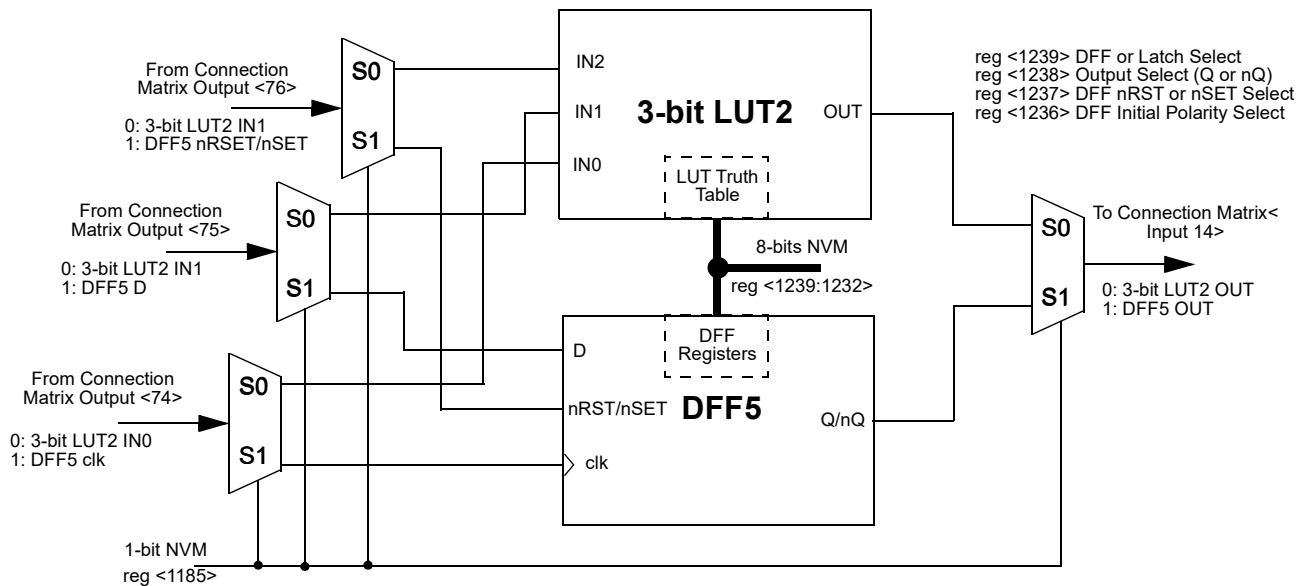 From Connection
Matrix Output <76>
0: 3-bit LUT2 IN1
1: DFF5 nRSET/nSET
S0
S1
IN2
IN1
IN0
3-bit LUT2
OUT
LUT Truth
Table
reg <1239> DFF or Latch Select
reg <1238> Output Select (Q or nQ)
reg <1237> DFF nRST or nSET Select
reg <1236> DFF Initial Polarity Select
From Connection
Matrix Output <75>
0: 3-bit LUT2 IN1
1: DFF5 D
S0
S1
8-bits NVM
reg <1239:1232>
S0
S1
To Connection Matrix<
Input 14>
0: 3-bit LUT2 OUT
1: DFF5 OUT
From Connection
Matrix Output <74>
0: 3-bit LUT2 IN0
1: DFF5 clk
S0
S1
D
nRST/nSET
clk
DFF
Registers
DFF5
Q/nQ
1-bit NVM
reg <1185>